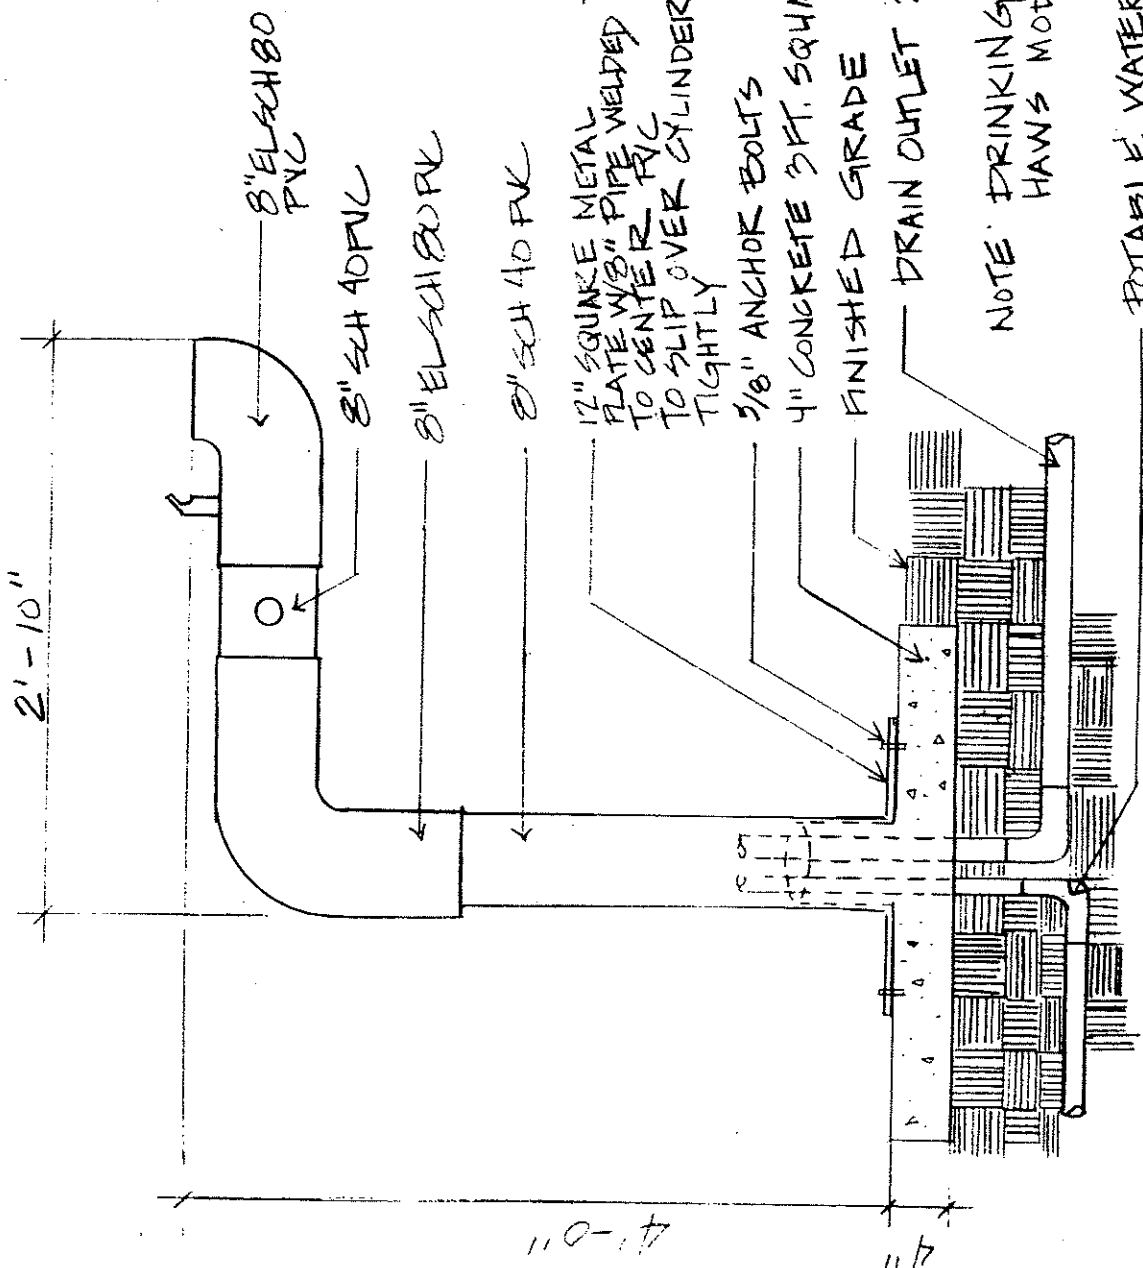 2'-10"
8" EL SCH 80
PVC
8" SCH 40 PVC
8" EL SCH 80 PVC
8" SCH 40 PVC
12" SQUARE METAL
PLATE W/8" PIPE WELDED
TO CENTER PVC
TO SLIP OVER CYLINDER
TIGHTLY
5/8" ANCHOR BOLTS
4" CONCRETE 3 FT. SQUA
FINISHED GRADE
DRAIN OUTLET
NOTE: DRINKING
HAWS MOD
POTABLE WATER
4'-0"
4"